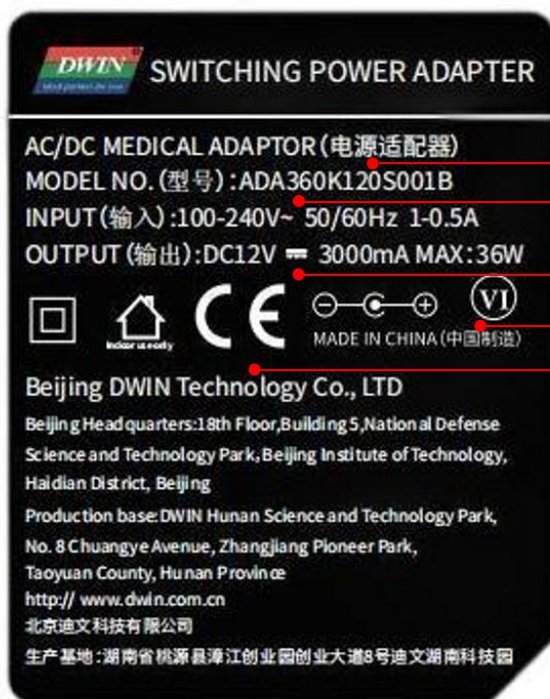 DWIN
SWITCHING POWER ADAPTER
AC/DC MEDICAL ADAPTOR(电源适配器)
MODEL NO.(型号):ADA360K120S001B
INPUT(输入):100-240V~ 50/60Hz 1-0.5A
OUTPUT(输出):DC12V ⎓ 3000mA MAX:36W
Indoor use only
CE
VI
MADE IN CHINA(中国制造)
Beijing DWIN Technology Co., LTD
Beijing Headquarters:18th Floor,Building 5,National Defense
Science and Technology Park,Beijing Institute of Technology,
Haidian District, Beijing
Production base:DWIN Hunan Science and Technology Park,
No. 8 Chuangye Avenue, Zhangjiang Pioneer Park,
Taoyuan County, Hunan Province
http:// www.dwin.com.cn
北京迪文科技有限公司
生产基地:湖南省桃源县漳江创业园创业大道8号迪文湖南科技园